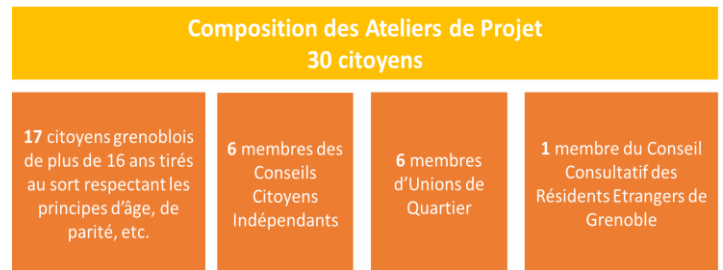 Composition des Ateliers de Projet
30 citoyens
17 citoyens grenoblois
de plus de 16 ans tirés
au sort respectant les
principes d'âge, de
parité, etc.
6 membres des
Conseils
Citoyens
Indépendants
6 membres
d'Unions de
Quartier
1 membre du Conseil
Consultatif des
Résidents Etrangers de
Grenoble